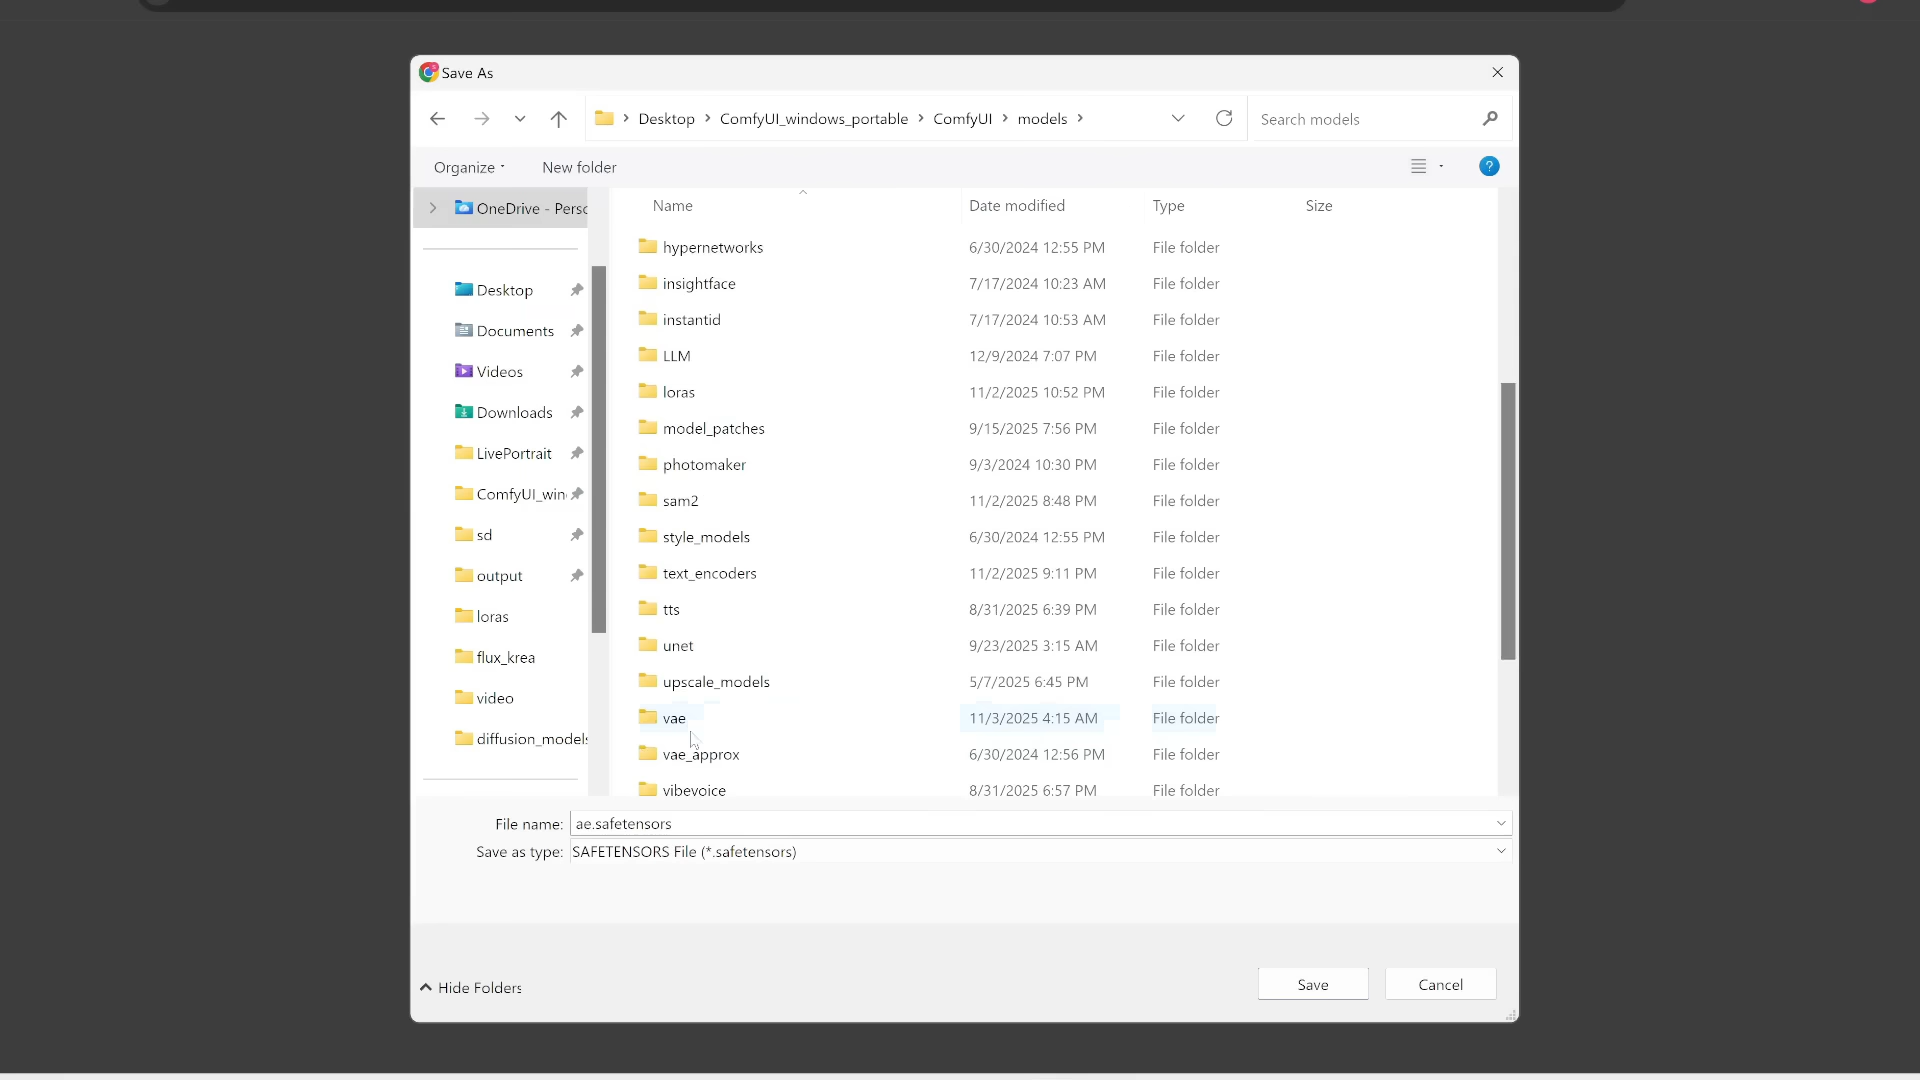 Save As
Desktop > ComfyUI_windows_portable > ComfyUI > models >
Search models
Organize
New folder
?
OneDrive - Perso
Desktop
Documents
Videos
Downloads
LivePortrait
ComfyUI_win
sd
output
loras
flux_krea
video
diffusion_models
Name Date modified Type Size
hypernetworks 6/30/2024 12:55 PM File folder
insightface 7/17/2024 10:23 AM File folder
instantid 7/17/2024 10:53 AM File folder
LLM 12/9/2024 7:07 PM File folder
loras 11/2/2025 10:52 PM File folder
model_patches 9/15/2025 7:56 PM File folder
photomaker 9/3/2024 10:30 PM File folder
sam2 11/2/2025 8:48 PM File folder
style_models 6/30/2024 12:55 PM File folder
text_encoders 11/2/2025 9:11 PM File folder
tts 8/31/2025 6:39 PM File folder
unet 9/23/2025 3:15 AM File folder
upscale_models 5/7/2025 6:45 PM File folder
vae 11/3/2025 4:15 AM File folder
vae_approx 6/30/2024 12:56 PM File folder
vibevoice 8/31/2025 6:57 PM File folder
File name: ae.safetensors
Save as type: SAFETENSORS File (*.safetensors)
Hide Folders
Save
Cancel